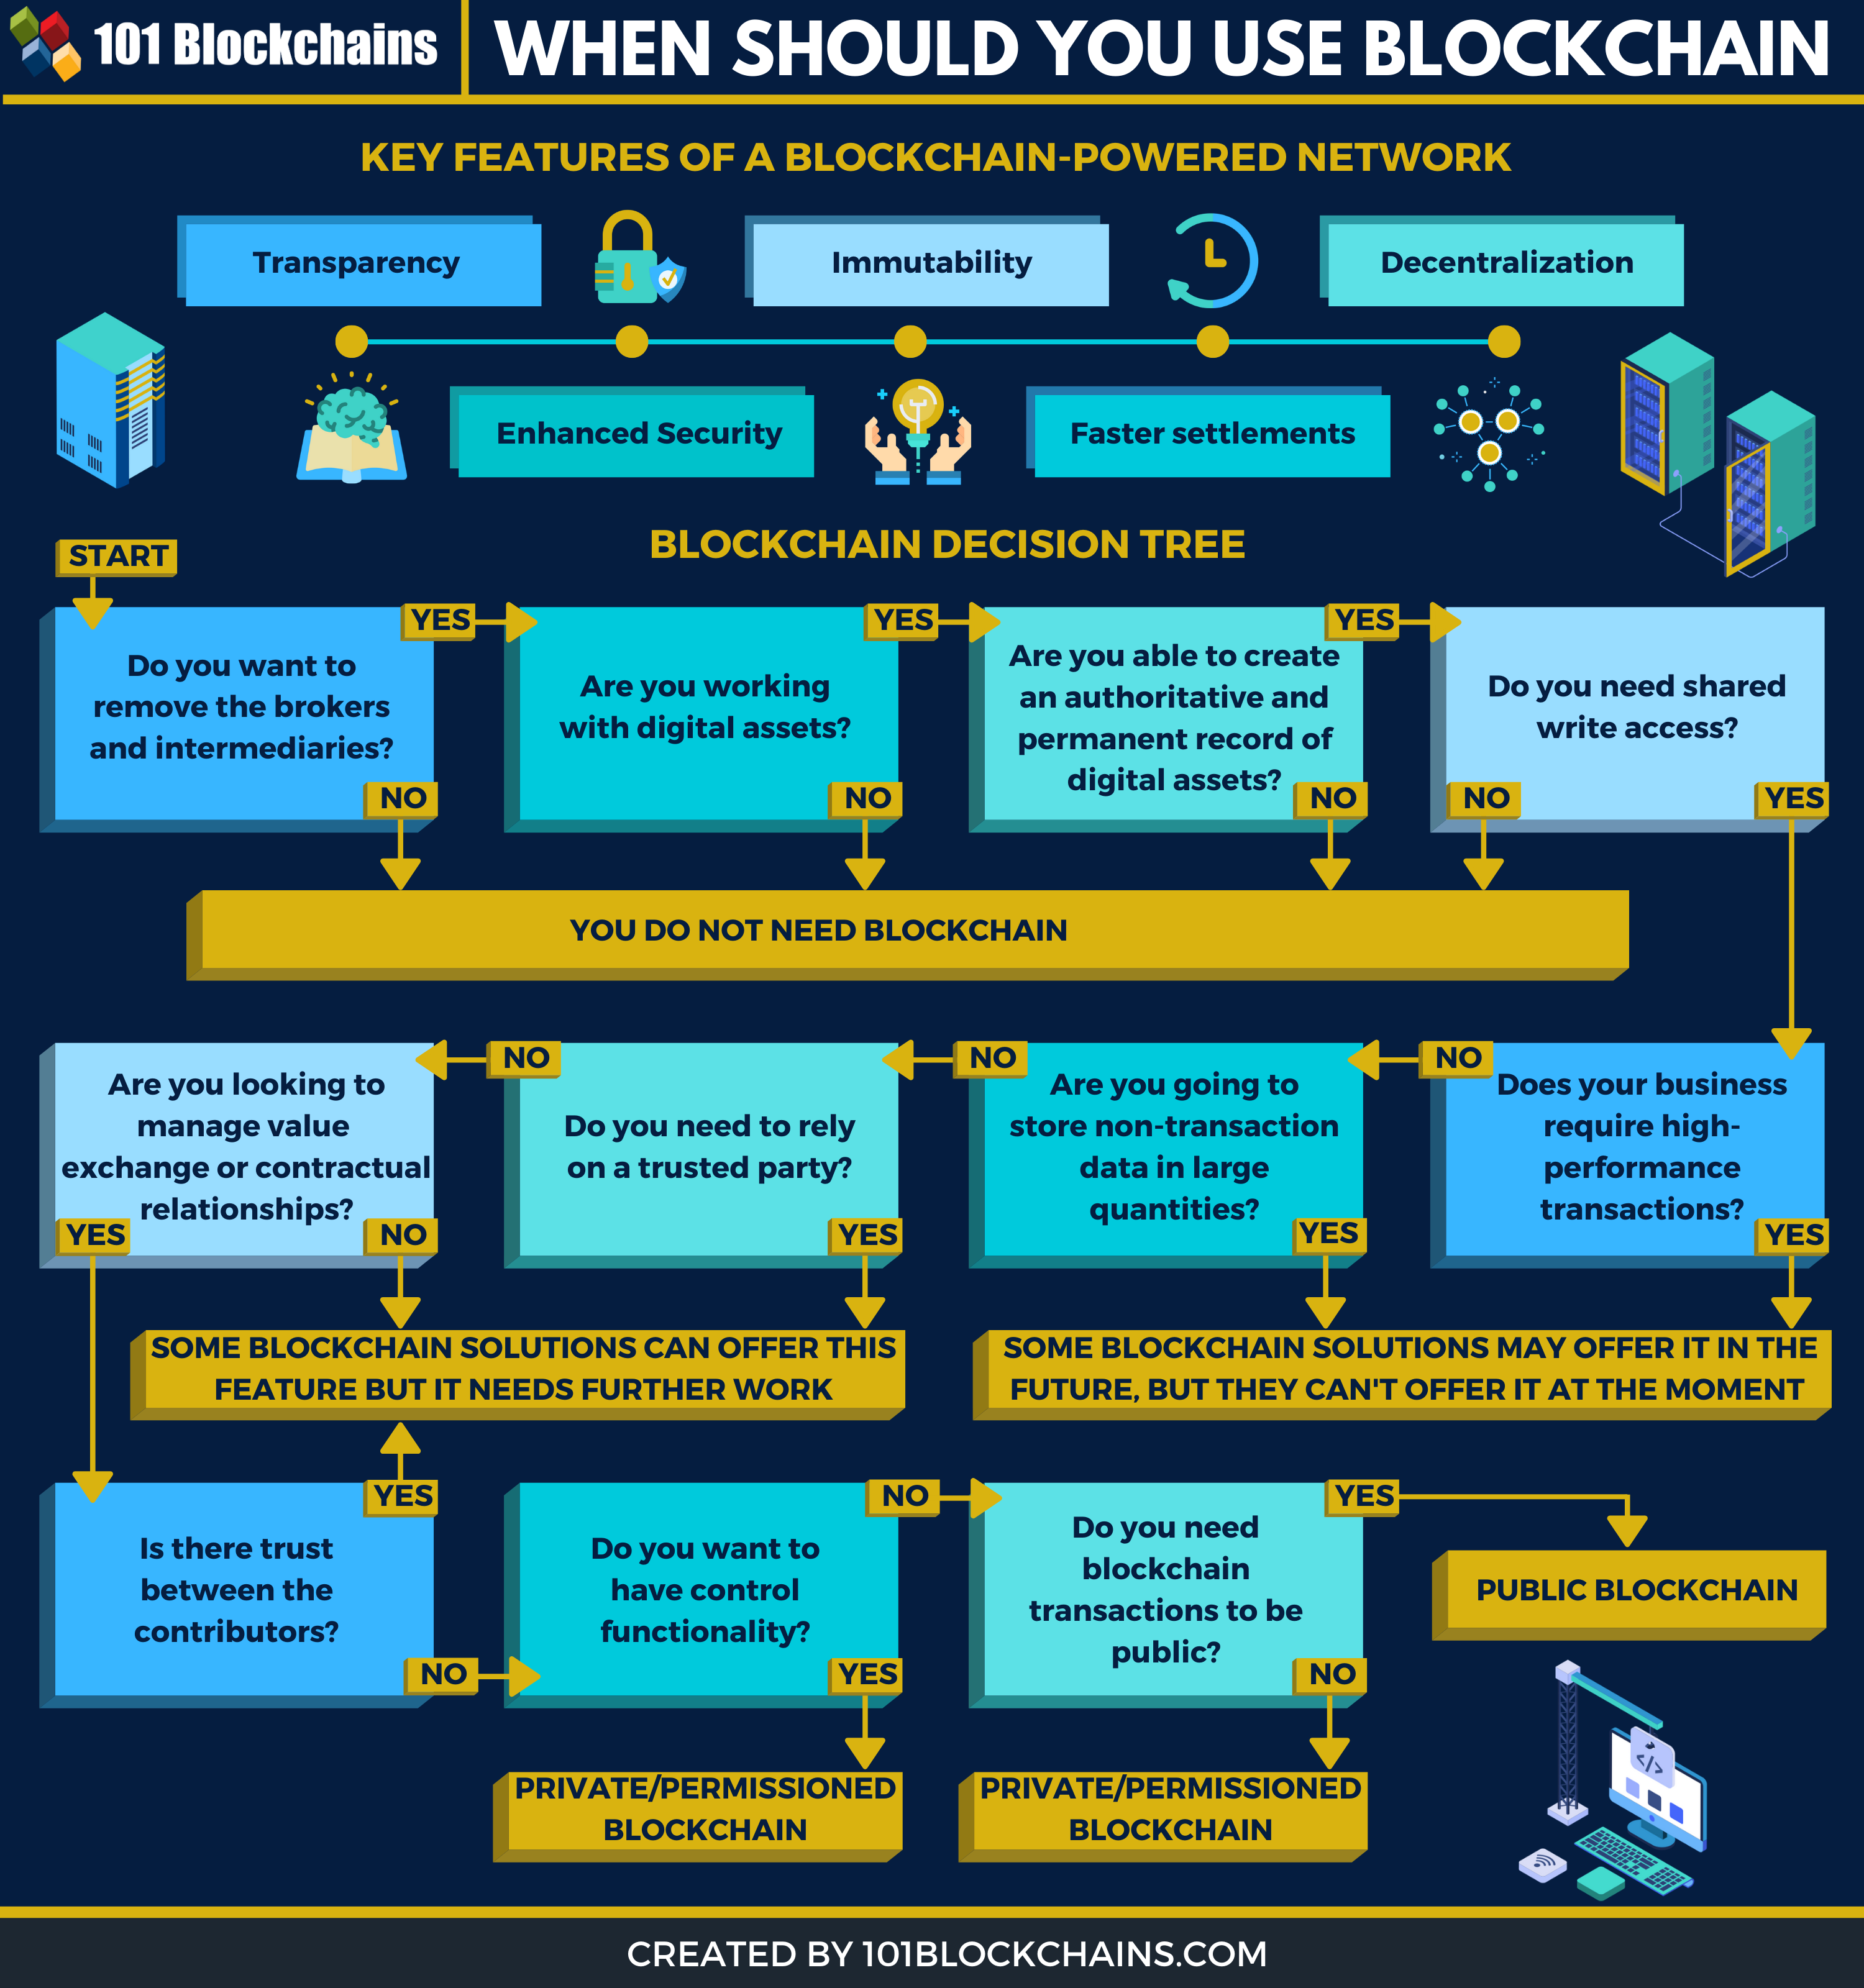 101 Blockchains
WHEN SHOULD YOU USE BLOCKCHAIN
KEY FEATURES OF A BLOCKCHAIN-POWERED NETWORK
Transparency
Immutability
Decentralization
Enhanced Security
Faster settlements
BLOCKCHAIN DECISION TREE
START
Do you want to
remove the brokers
and intermediaries?
YES
NO
Are you working
with digital assets?
YES
NO
Are you able to create
an authoritative and
permanent record of
digital assets?
YES
NO
Do you need shared
write access?
NO
YES
YOU DO NOT NEED BLOCKCHAIN
Are you looking to
manage value
exchange or contractual
relationships?
YES
NO
NO
Do you need to rely
on a trusted party?
YES
NO
Are you going to
store non-transaction
data in large
quantities?
YES
NO
Does your business
require high-
performance
transactions?
YES
SOME BLOCKCHAIN SOLUTIONS CAN OFFER THIS
FEATURE BUT IT NEEDS FURTHER WORK
SOME BLOCKCHAIN SOLUTIONS MAY OFFER IT IN THE
FUTURE, BUT THEY CAN'T OFFER IT AT THE MOMENT
YES
Is there trust
between the
contributors?
NO
NO
Do you want to
have control
functionality?
YES
YES
Do you need
blockchain
transactions to be
public?
NO
PUBLIC BLOCKCHAIN
</>
PRIVATE/PERMISSIONED
BLOCKCHAIN
PRIVATE/PERMISSIONED
BLOCKCHAIN
CREATED BY 101BLOCKCHAINS.COM